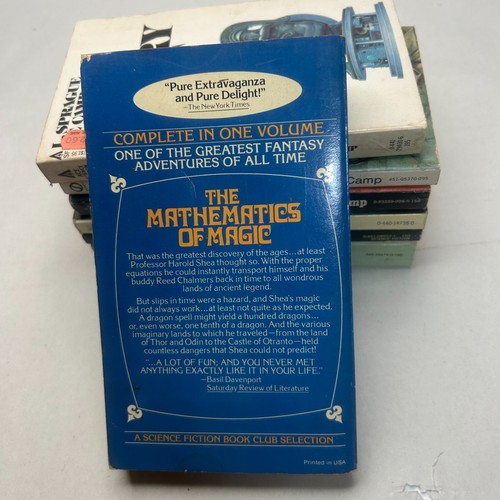 "Pure Extravaganza
and Pure Delight!"
—The New York Times
COMPLETE IN ONE VOLUME
ONE OF THE GREATEST FANTASY
ADVENTURES OF ALL TIME
THE
MATHEMATICS
OF MAGIC
That was the greatest discovery of the ages...at least
Professor Harold Shea thought so. With the proper
equations he could instantly transport himself and his
buddy Reed Chalmers back in time to all wondrous
lands of ancient legend.
But slips in time were a hazard, and Shea's magic
did not always work...at least not quite as he expected.
A dragon spell might yield a hundred dragons...
or, even worse, one tenth of a dragon. And the various
imaginary lands to which he traveled—from the land
of Thor and Odin to the Castle of Otranto—held
countless dangers that Shea could not predict!
"...A LOT OF FUN; AND YOU NEVER MET
ANYTHING EXACTLY LIKE IT IN YOUR LIFE."
—Basil Davenport
Saturday Review of Literature
A SCIENCE FICTION BOOK CLUB SELECTION
Printed in USA
L. SPRAGUE
Camp